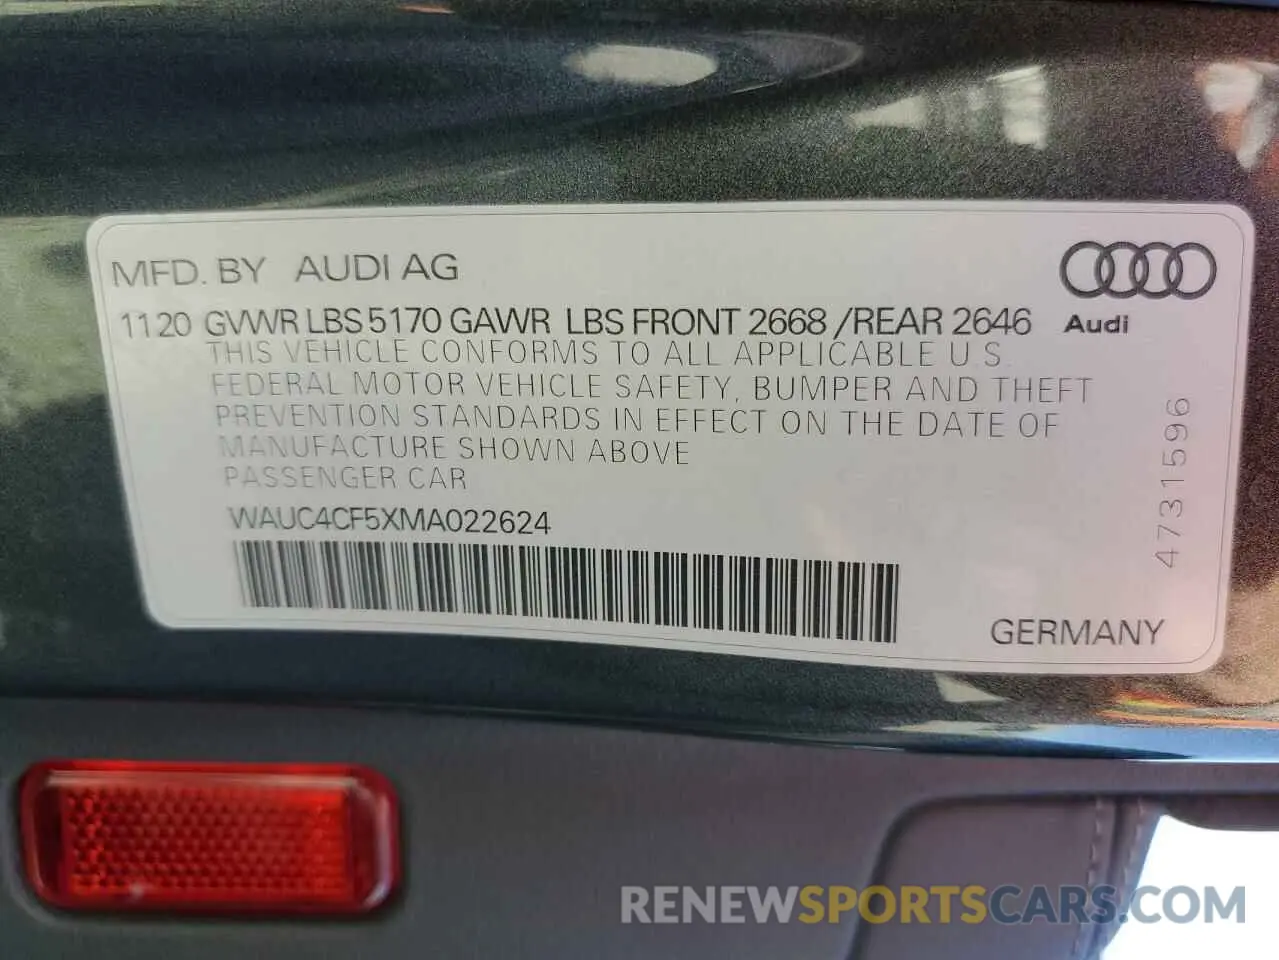 MFD. BY AUDI AG
1120 GVWR LBS 5170 GAWR LBS FRONT 2668 /REAR 2646
Audi
THIS VEHICLE CONFORMS TO ALL APPLICABLE U.S.
FEDERAL MOTOR VEHICLE SAFETY, BUMPER AND THEFT
PREVENTION STANDARDS IN EFFECT ON THE DATE OF
MANUFACTURE SHOWN ABOVE
PASSENGER CAR
WAUC4CF5XMA022624
4731596
GERMANY
RENEWSPORTSCARS.COM